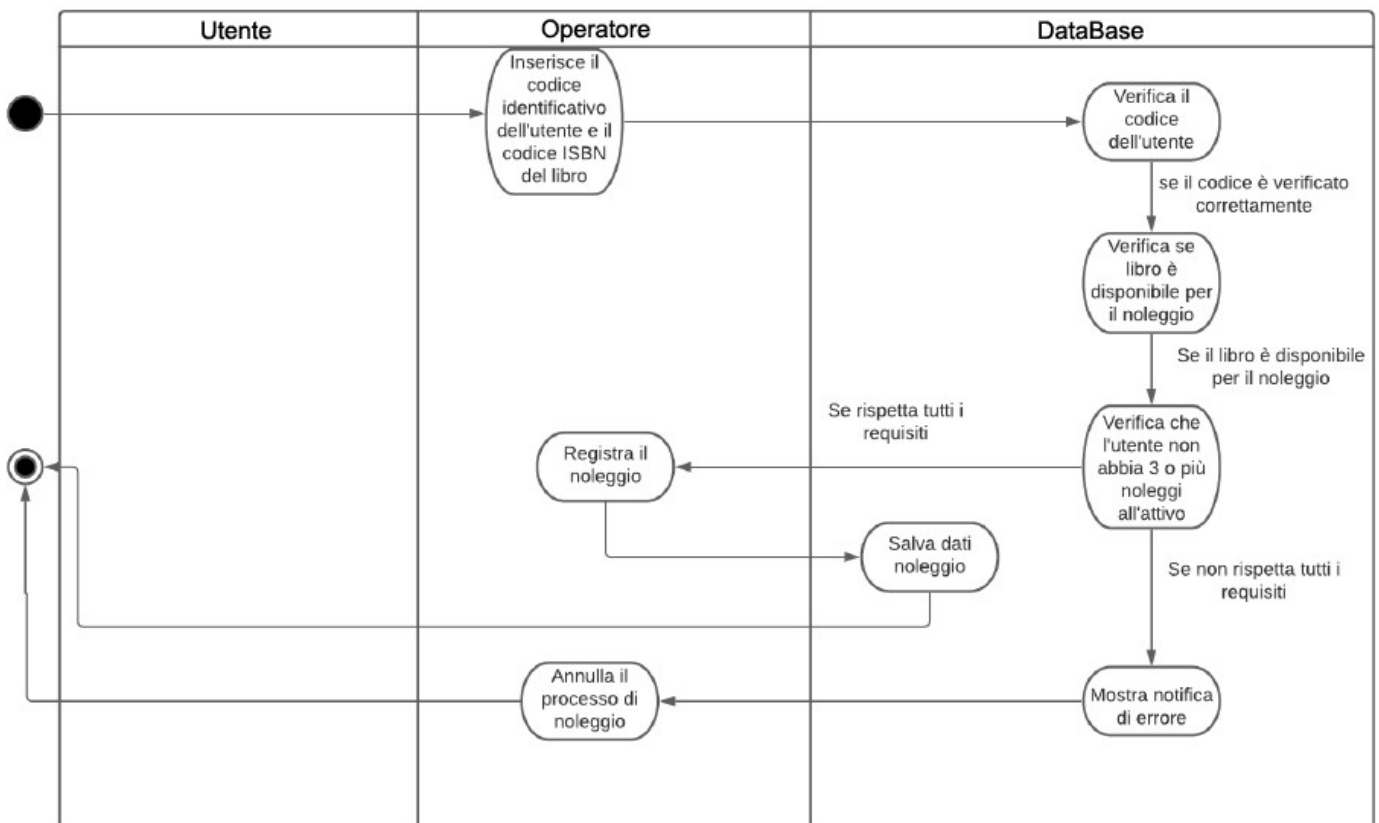 Utente
Operatore
DataBase
Inserisce il
codice
identificativo
dell'utente e il
codice ISBN
del libro
Verifica il
codice
dell'utente
se il codice è verificato
correttamente
Verifica se
libro è
disponibile per
il noleggio
Se il libro è disponibile
per il noleggio
Verifica che
l'utente non
abbia 3 o più
noleggi
all'attivo
Se rispetta tutti i
requisiti
Registra il
noleggio
Salva dati
noleggio
Se non rispetta tutti i
requisiti
Mostra notifica
di errore
Annulla il
processo di
noleggio